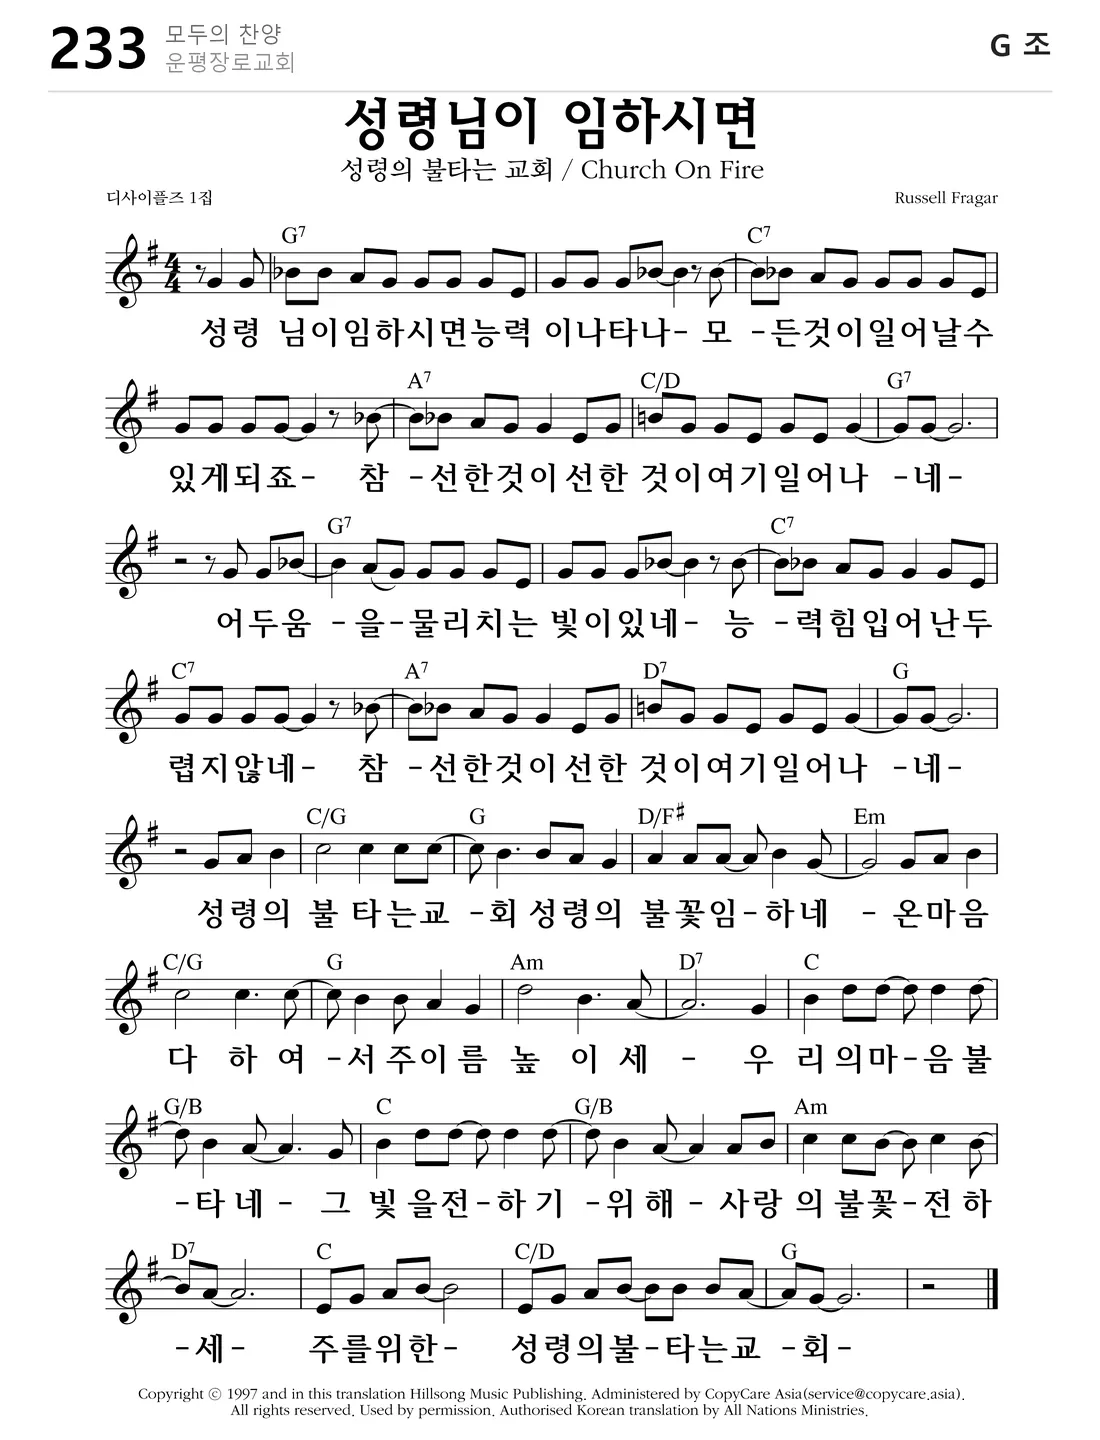 233 모두의 찬양
운평장로교회
G 조
성령님이 임하시면
성령의 불타는 교회 / Church On Fire
디사이플즈 1집 Russell Fragar
G7 C7
성령 님이임하시면능력 이나타나- 모 -든것이일어날수
A7 C/D G7
있게되죠- 참 -선한것이선한 것이여기일어나 -네-
G7 C7
어두움 -을-물리치는 빛이있네- 능 -력힘입어난두
C7 A7 D7 G
렵지않네- 참 -선한것이선한 것이여기일어나 -네-
C/G G D/F♯ Em
성령의 불 타는교 -회 성령의 불꽃임-하네 - 온마음
C/G G Am D7 C
다 하 여 -서주이름 높 이 세 - 우 리의마-음불
G/B C G/B Am
-타네- 그 빛 을전-하기 -위해- 사랑 의불꽃-전하
D7 C C/D G
-세- 주를위한- 성령의불-타는교 -회-
Copyright ⓒ 1997 and in this translation Hillsong Music Publishing. Administered by CopyCare Asia(service@copycare.asia).
All rights reserved. Used by permission. Authorised Korean translation by All Nations Ministries.